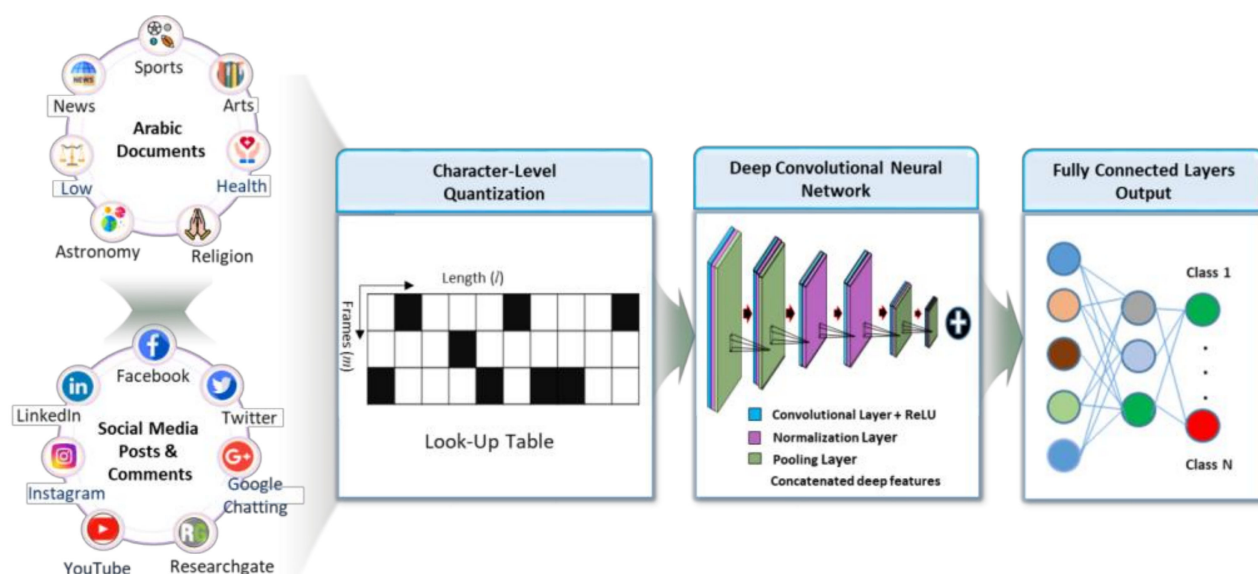 Sports
News
Arts
Arabic
Documents
Low
Health
Astronomy
Religion
Facebook
LinkedIn
Twitter
Social Media
Posts &
Comments
Instagram
Google
Chatting
YouTube
Researchgate
NEWS
in
G+
RG
Character-Level
Quantization
Length (l)
Frames (m)
Look-Up Table
Deep Convolutional Neural
Network
Convolutional Layer + ReLU
Normalization Layer
Pooling Layer
Concatenated deep features
Fully Connected Layers
Output
Class 1
Class N